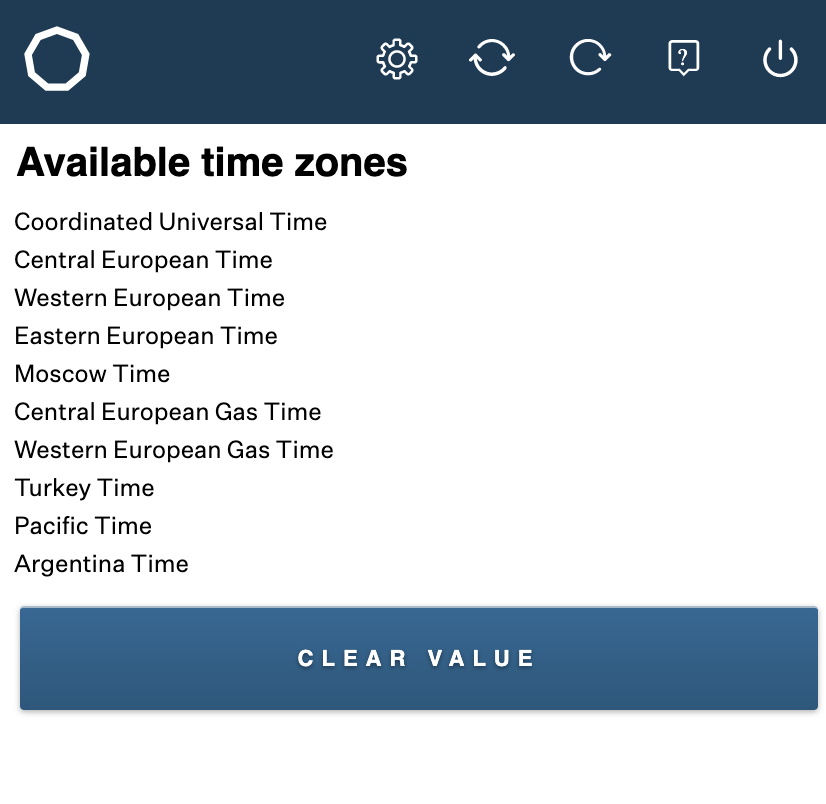 ?
Available time zones
Coordinated Universal Time
Central European Time
Western European Time
Eastern European Time
Moscow Time
Central European Gas Time
Western European Gas Time
Turkey Time
Pacific Time
Argentina Time
CLEAR VALUE